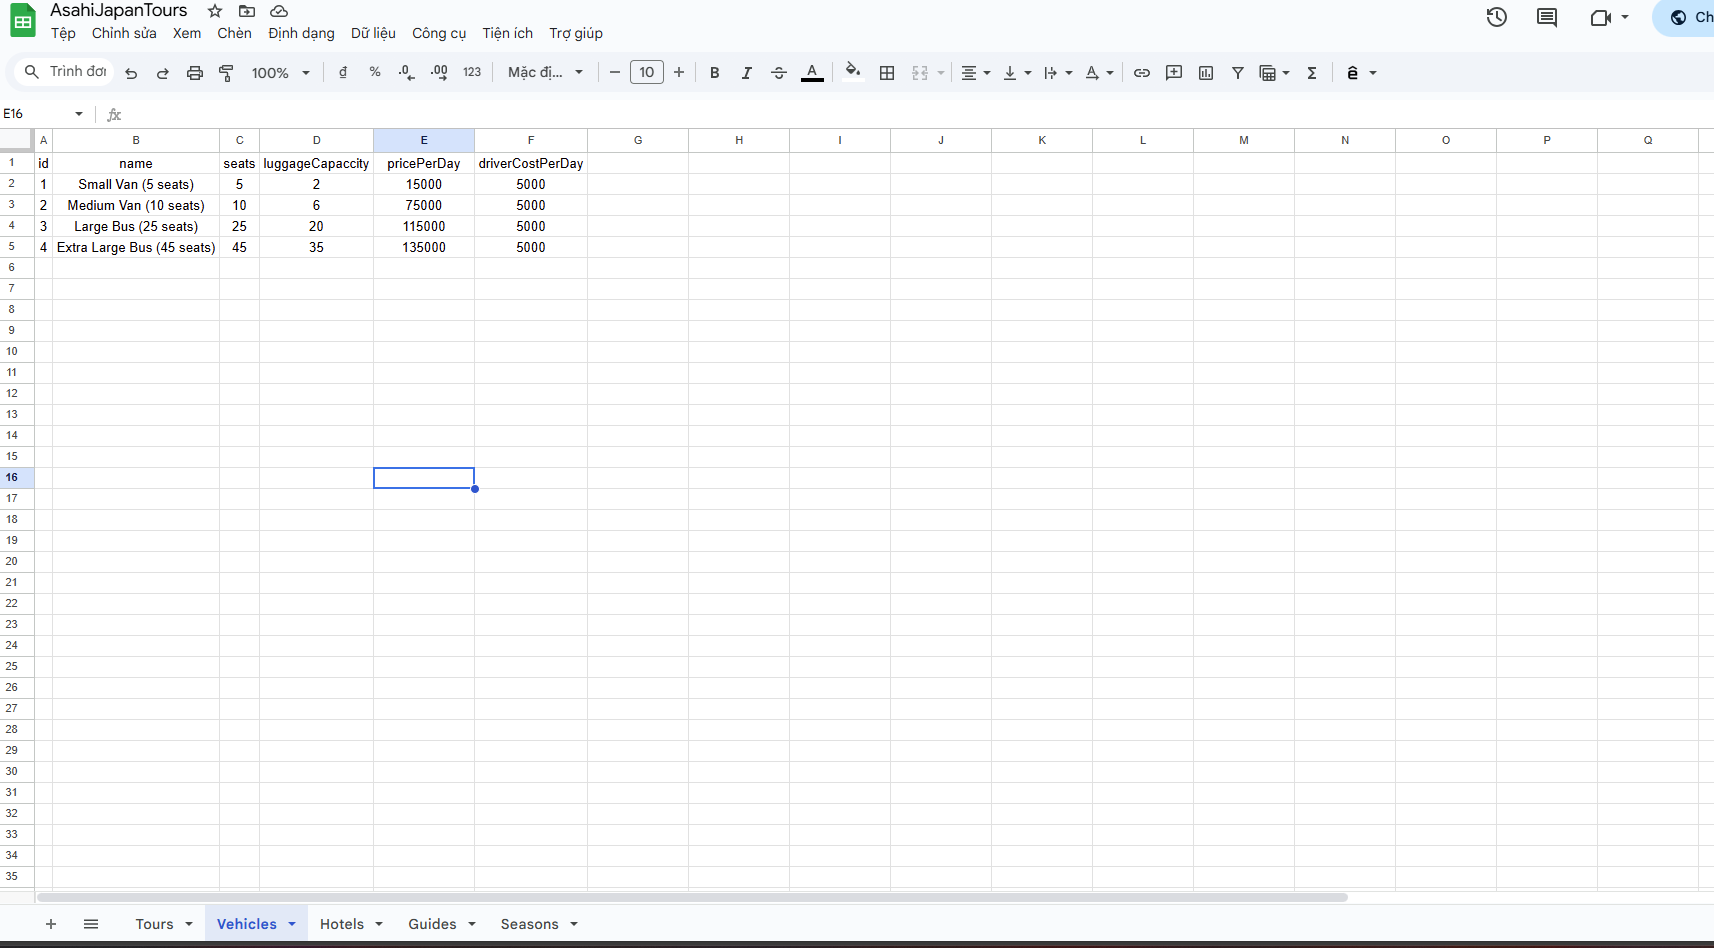 AsahiJapanTours
Tệp Chỉnh sửa Xem Chèn Định dạng Dữ liệu Công cụ Tiện ích Trợ giúp
Trình đơn 100% đ % .0 .00 123 Mặc đị... 10 B I A
E16 fx
A B C D E F G H I J K L M N O P Q
1 id name seats luggageCapaccity pricePerDay driverCostPerDay
2 1 Small Van (5 seats) 5 2 15000 5000
3 2 Medium Van (10 seats) 10 6 75000 5000
4 3 Large Bus (25 seats) 25 20 115000 5000
5 4 Extra Large Bus (45 seats) 45 35 135000 5000
6
7
8
9
10
11
12
13
14
15
16
17
18
19
20
21
22
23
24
25
26
27
28
29
30
31
32
33
34
35
Tours Vehicles Hotels Guides Seasons